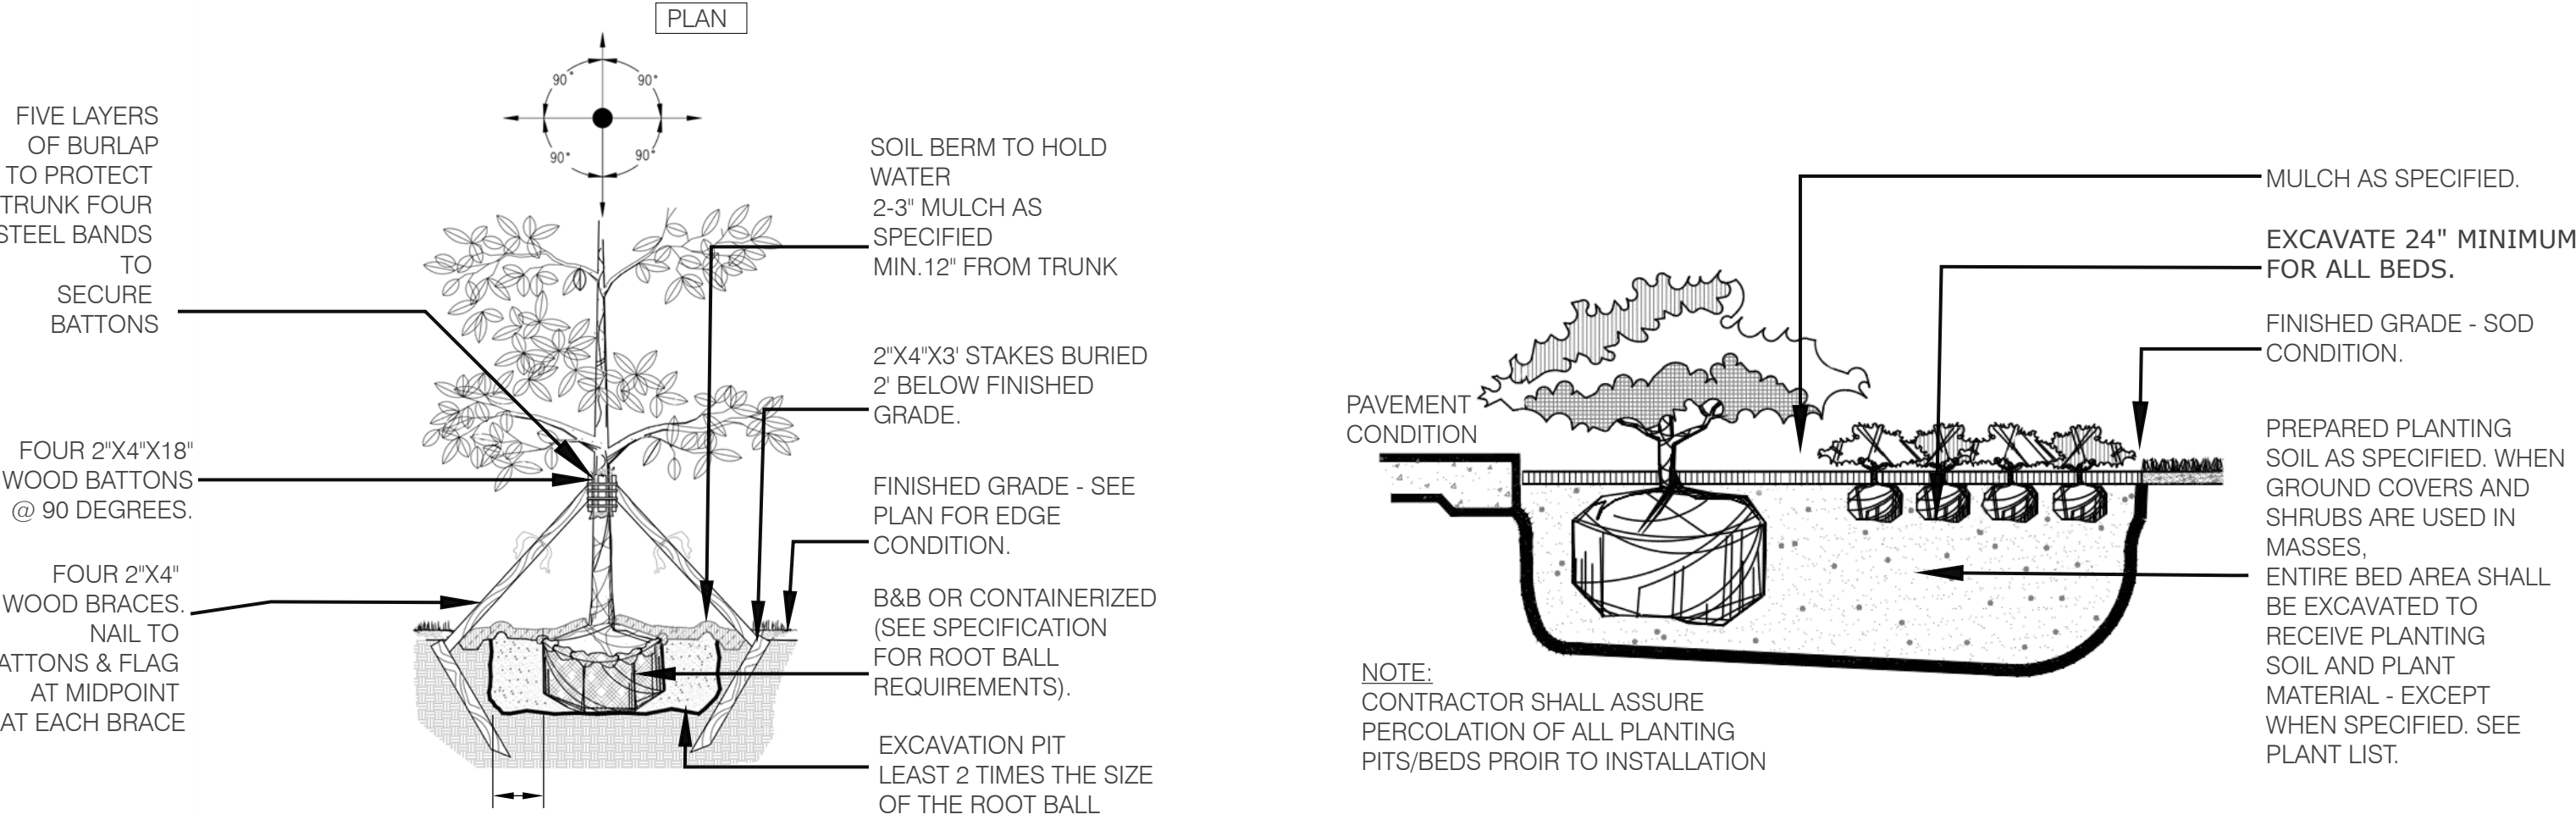 PLAN
90°
90°
90°
90°
FIVE LAYERS
OF BURLAP
TO PROTECT
TRUNK FOUR
STEEL BANDS
TO
SECURE
BATTONS
FOUR 2"X4"X18"
WOOD BATTONS
@ 90 DEGREES.
FOUR 2"X4"
WOOD BRACES.
NAIL TO
ATTONS & FLAG
AT MIDPOINT
AT EACH BRACE
SOIL BERM TO HOLD
WATER
2-3" MULCH AS
SPECIFIED
MIN.12" FROM TRUNK
2"X4"X3' STAKES BURIED
2' BELOW FINISHED
GRADE.
FINISHED GRADE - SEE
PLAN FOR EDGE
CONDITION.
B&B OR CONTAINERIZED
(SEE SPECIFICATION
FOR ROOT BALL
REQUIREMENTS).
EXCAVATION PIT
LEAST 2 TIMES THE SIZE
OF THE ROOT BALL
PAVEMENT
CONDITION
NOTE:
CONTRACTOR SHALL ASSURE
PERCOLATION OF ALL PLANTING
PITS/BEDS PROIR TO INSTALLATION
MULCH AS SPECIFIED.
EXCAVATE 24" MINIMUM
FOR ALL BEDS.
FINISHED GRADE - SOD
CONDITION.
PREPARED PLANTING
SOIL AS SPECIFIED. WHEN
GROUND COVERS AND
SHRUBS ARE USED IN
MASSES,
ENTIRE BED AREA SHALL
BE EXCAVATED TO
RECEIVE PLANTING
SOIL AND PLANT
MATERIAL - EXCEPT
WHEN SPECIFIED. SEE
PLANT LIST.